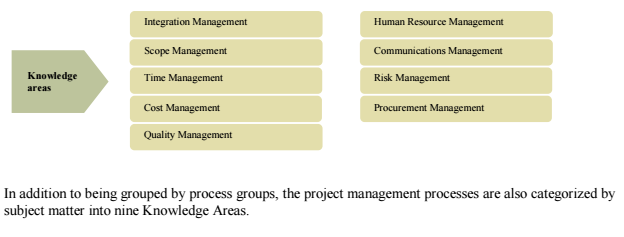 Knowledge
areas
Integration Management
Scope Management
Time Management
Cost Management
Quality Management
Human Resource Management
Communications Management
Risk Management
Procurement Management
In addition to being grouped by process groups, the project management processes are also categorized by
subject matter into nine Knowledge Areas.